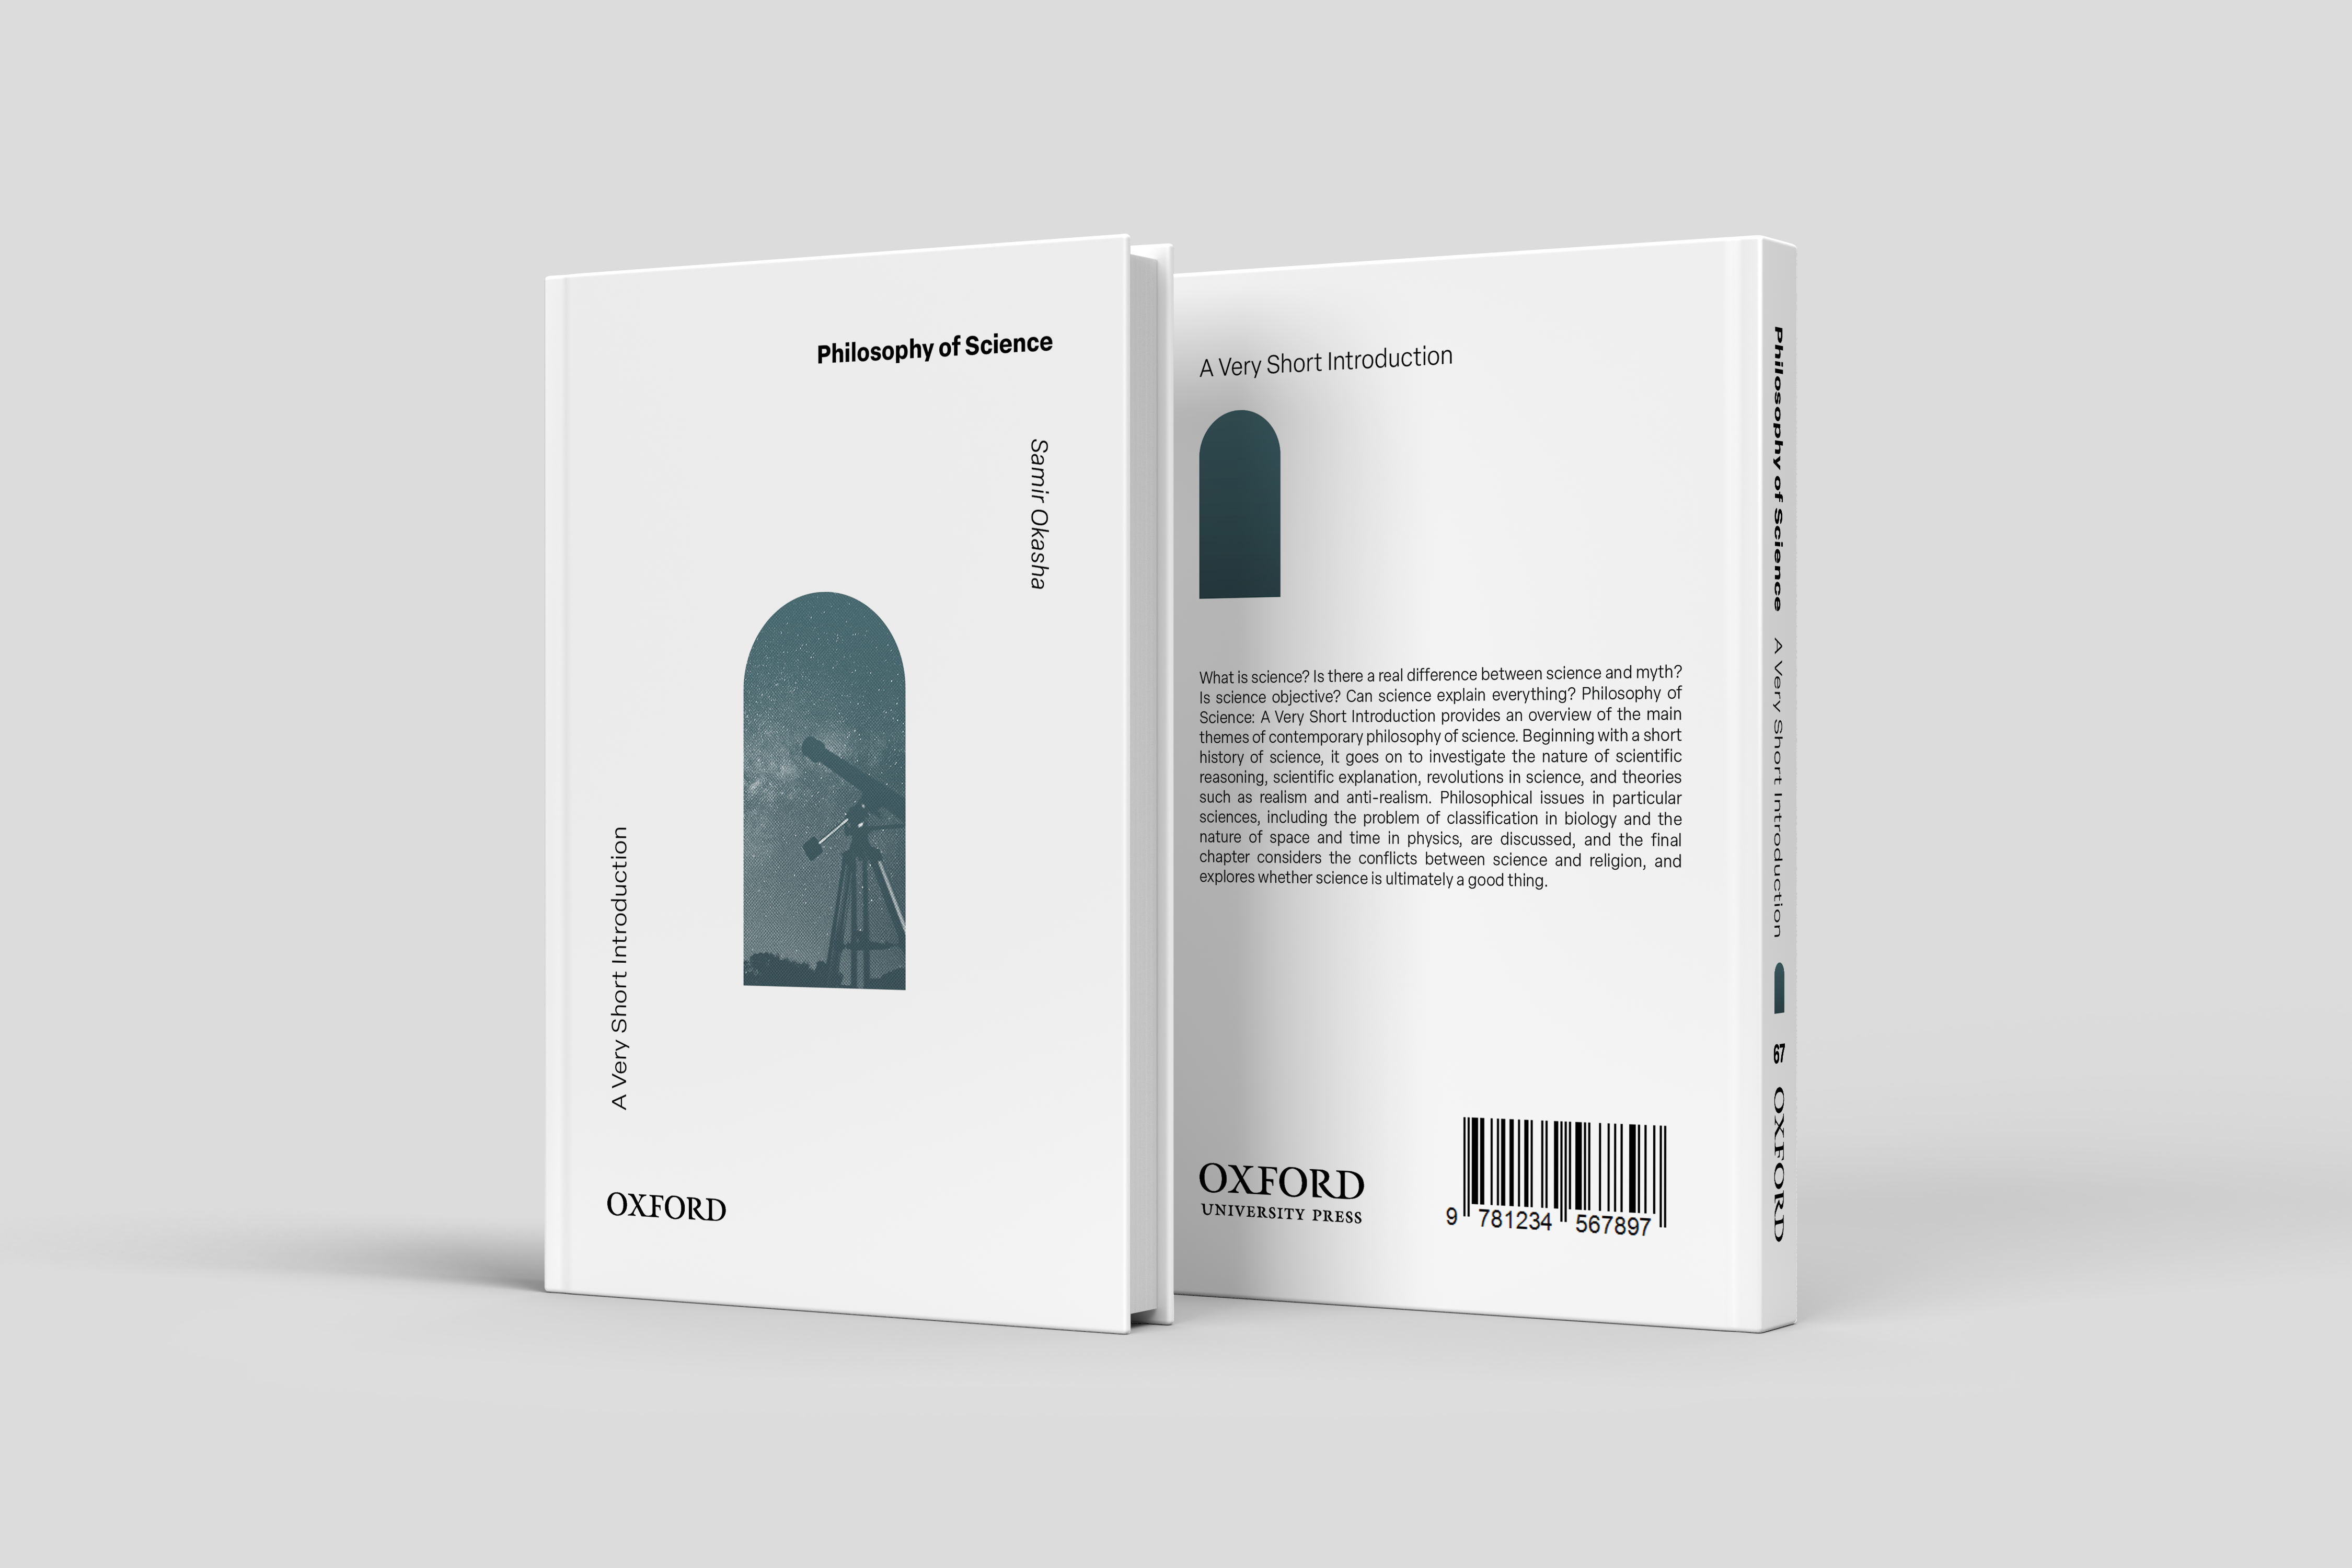 Philosophy of Science
Samir Okasha
A Very Short Introduction
OXFORD
A Very Short Introduction
What is science? Is there a real difference between science and myth?
Is science objective? Can science explain everything? Philosophy of
Science: A Very Short Introduction provides an overview of the main
themes of contemporary philosophy of science. Beginning with a short
history of science, it goes on to investigate the nature of scientific
reasoning, scientific explanation, revolutions in science, and theories
such as realism and anti-realism. Philosophical issues in particular
sciences, including the problem of classification in biology and the
nature of space and time in physics, are discussed, and the final
chapter considers the conflicts between science and religion, and
explores whether science is ultimately a good thing.
OXFORD
UNIVERSITY PRESS
9 781234 567897
Philosophy of Science A Very Short Introduction 67 OXFORD